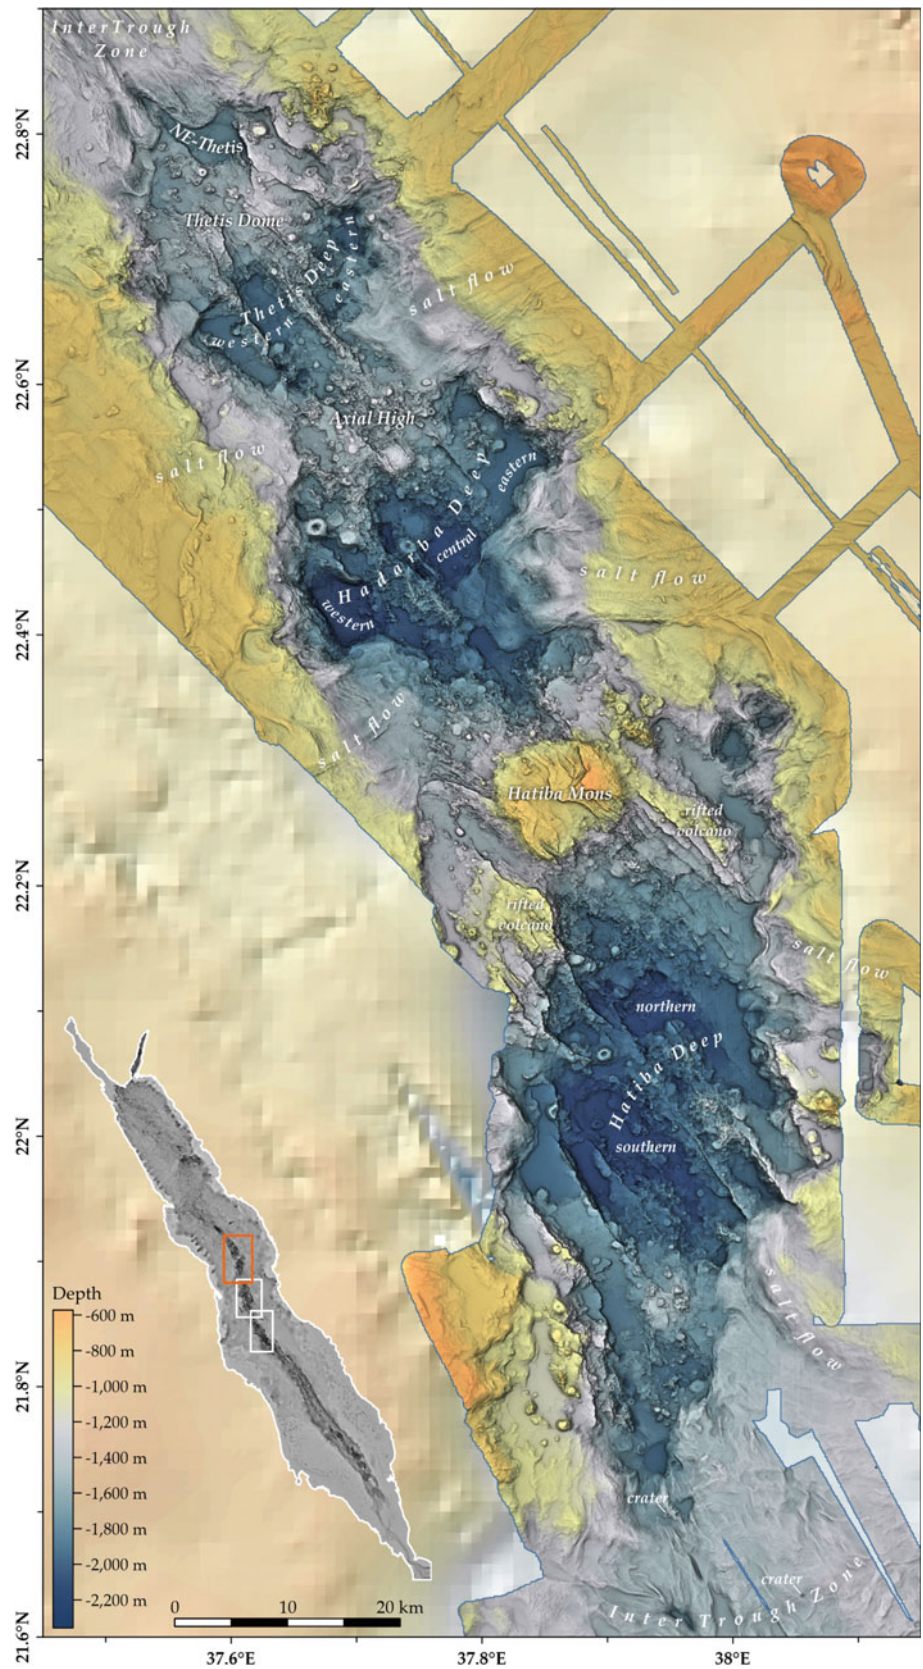 InterTrough
Zone
22.8°N
NE-Thetis
Thetis Dome
Thetis Deep
eastern
western
salt flow
22.6°N
Axial High
salt flow
Hadarba Deep
eastern
central
western
salt flow
22.4°N
salt flow
Hatiba Mons
rifted
volcano
22.2°N
rifted
volcano
salt flow
northern
Hatiba Deep
southern
22°N
salt flow
Depth
-600 m
-800 m
-1,000 m
-1,200 m
-1,400 m
-1,600 m
-1,800 m
-2,000 m
-2,200 m
21.8°N
crater
crater
Inter Trough Zone
0 10 20 km
21.6°N
37.6°E 37.8°E 38°E